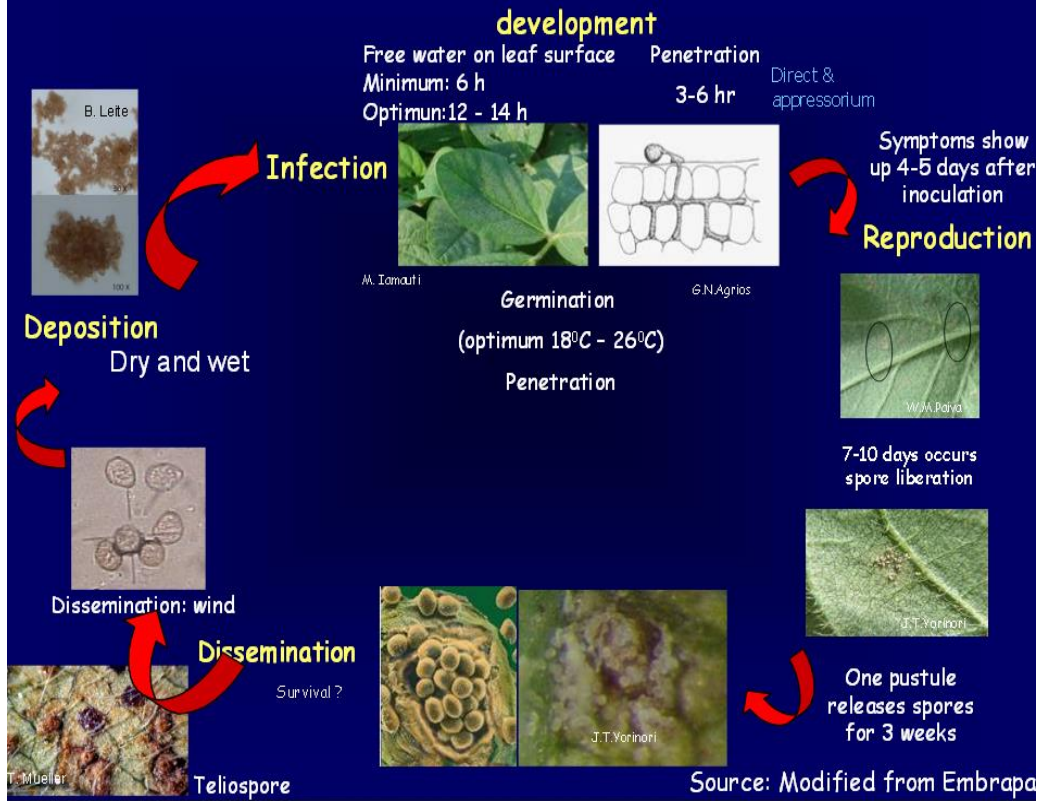 development
Free water on leaf surface
Minimum: 6 h
Optimun:12 - 14 h
Penetration
3-6 hr
Direct &
appressorium
B. Leite
30 X
100 X
Infection
M. Iamauti
G.N.Agrios
Symptoms show
up 4-5 days after
inoculation
Reproduction
Germination
(optimum 18⁰C - 26⁰C)
Penetration
Deposition
Dry and wet
W.M.Paiva
7-10 days occurs
spore liberation
J.T.Yorinori
Dissemination: wind
Dissemination
Survival ?
J.T.Yorinori
One pustule
releases spores
for 3 weeks
T. Mueller
Teliospore
Source: Modified from Embrapa